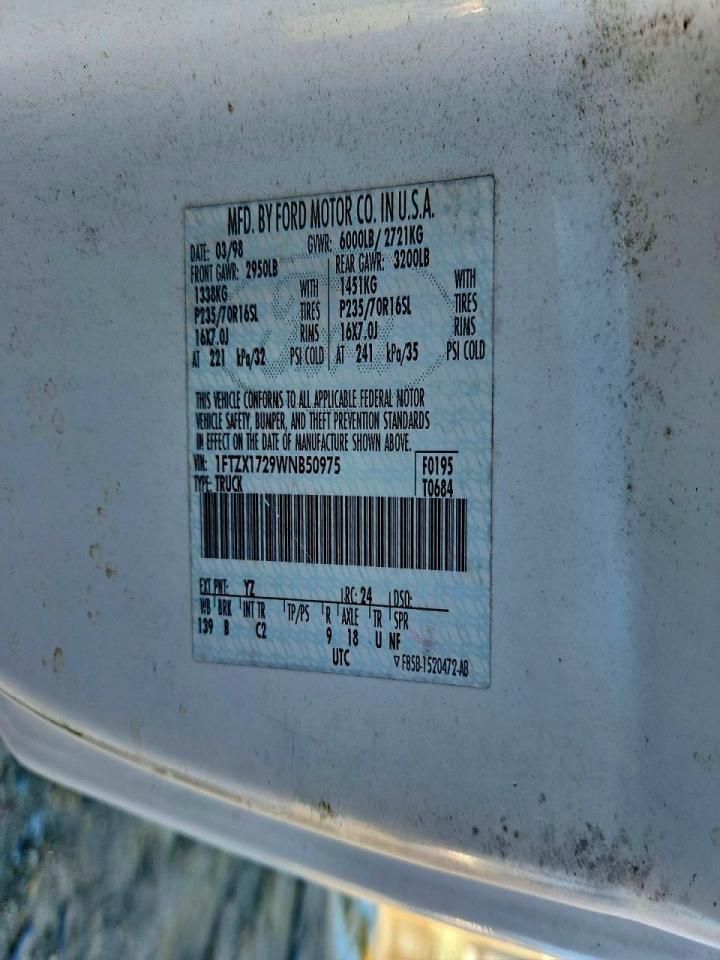 MFD. BY FORD MOTOR CO. IN U.S.A.
DATE: 03/98 GVWR: 6000LB/ 2721KG
FRONT GAWR: 2950LB REAR GAWR: 3200LB
1338KG WITH 1451KG WITH
P235/70R16SL TIRES P235/70R16SL TIRES
16X7.0J RIMS 16X7.0J RIMS
AT 221 kPa/32 PSI COLD AT 241 kPa/35 PSI COLD
THIS VEHICLE CONFORMS TO ALL APPLICABLE FEDERAL MOTOR
VEHICLE SAFETY, BUMPER, AND THEFT PREVENTION STANDARDS
IN EFFECT ON THE DATE OF MANUFACTURE SHOWN ABOVE.
VIN: 1FTZX1729WNB50975 F0195
TYPE: TRUCK T0684
EXT PNT: YZ RC: 24 DSO:
WB BRK INT TR TP/PS R AXLE TR SPR
139 B C2 9 18 U NF
UTC ▽ F85B-1520472-AB